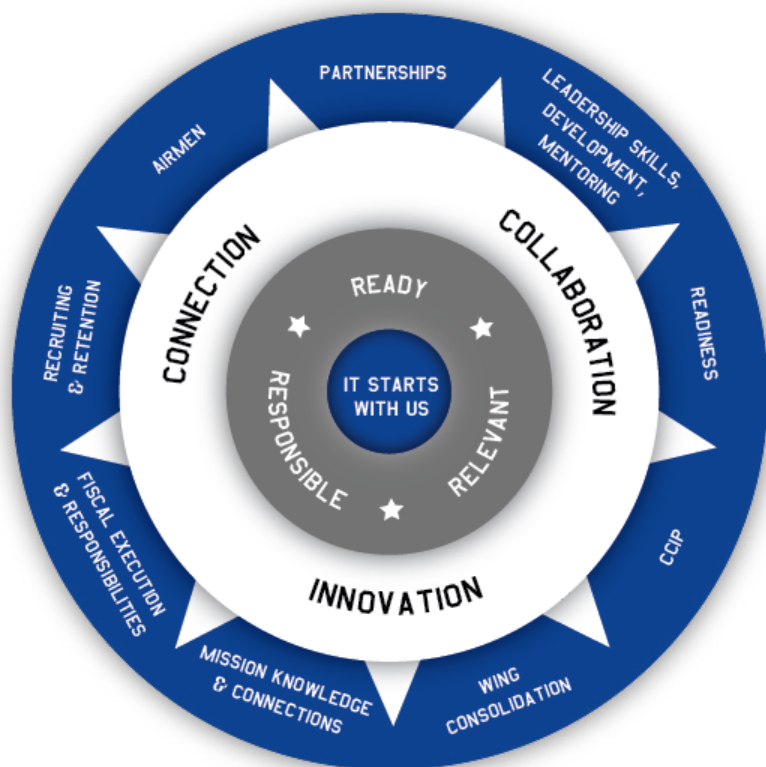 PARTNERSHIPS
LEADERSHIP SKILLS,
DEVELOPMENT,
MENTORING
READINESS
CCIP
WING
CONSOLIDATION
MISSION KNOWLEDGE
& CONNECTIONS
FISCAL EXECUTION
& RESPONSIBILITIES
RECRUITING
& RETENTION
AIRMEN
CONNECTION
COLLABORATION
INNOVATION
READY
RELEVANT
RESPONSIBLE
IT STARTS
WITH US